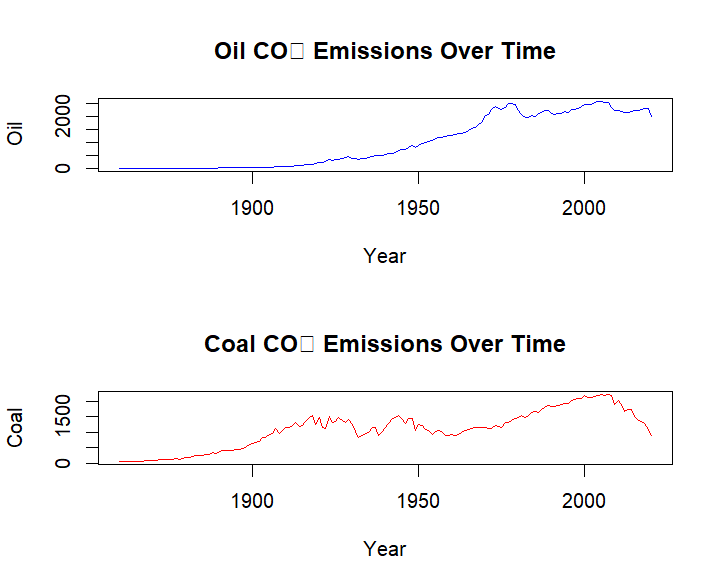 Oil CO□ Emissions Over Time
Oil
2000
0
1900 1950 2000
Year
Coal CO□ Emissions Over Time
Coal
1500
0
1900 1950 2000
Year